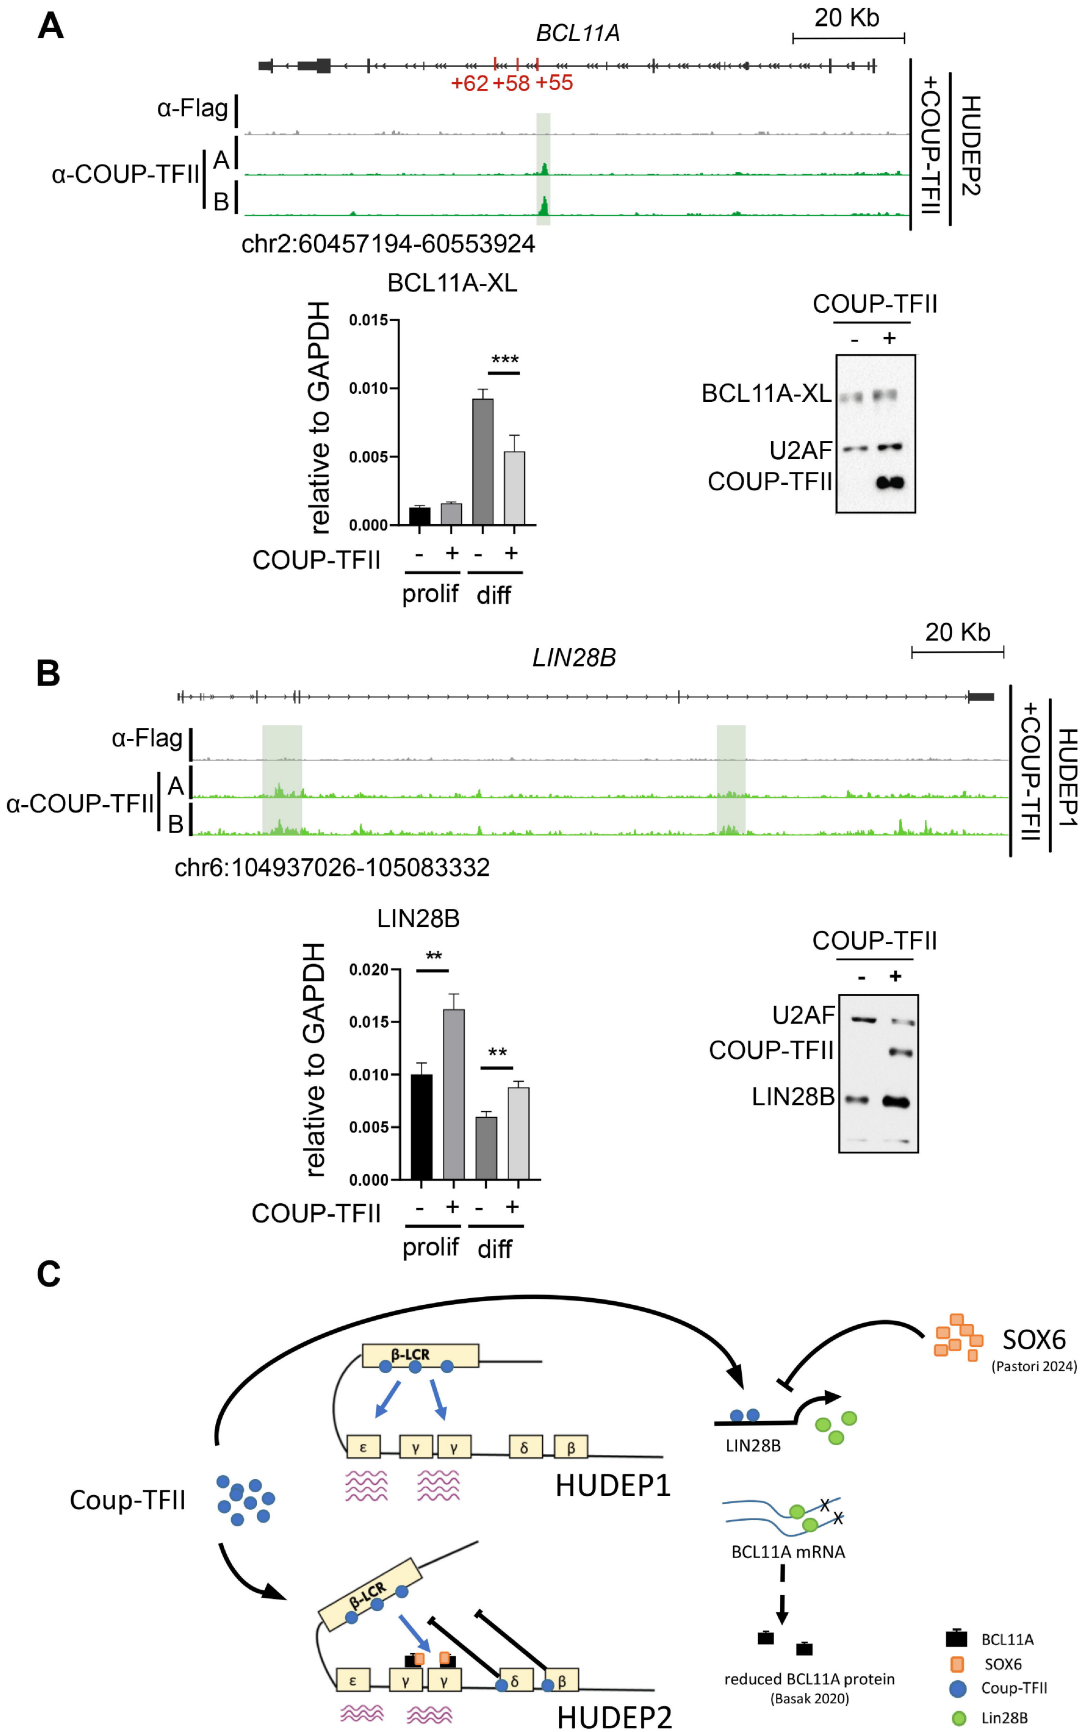 A
BCL11A
20 Kb
+62 +58 +55
α-Flag
α-COUP-TFII
A
B
+COUP-TFII
HUDEP2
chr2:60457194-60553924
BCL11A-XL
relative to GAPDH
0.015
0.010
0.005
0.000
***
COUP-TFII - + - +
prolif diff
COUP-TFII
- +
BCL11A-XL
U2AF
COUP-TFII
B
LIN28B
20 Kb
α-Flag
α-COUP-TFII
A
B
+COUP-TFII
HUDEP1
chr6:104937026-105083332
LIN28B
relative to GAPDH
0.020
0.015
0.010
0.005
0.000
**
**
COUP-TFII - + - +
prolif diff
COUP-TFII
- +
U2AF
COUP-TFII
LIN28B
C
β-LCR
ε γ γ δ β
HUDEP1
Coup-TFII
β-LCR
ε γ γ δ β
HUDEP2
SOX6
(Pastori 2024)
LIN28B
X
X
BCL11A mRNA
reduced BCL11A protein
(Basak 2020)
BCL11A
SOX6
Coup-TFII
Lin28B